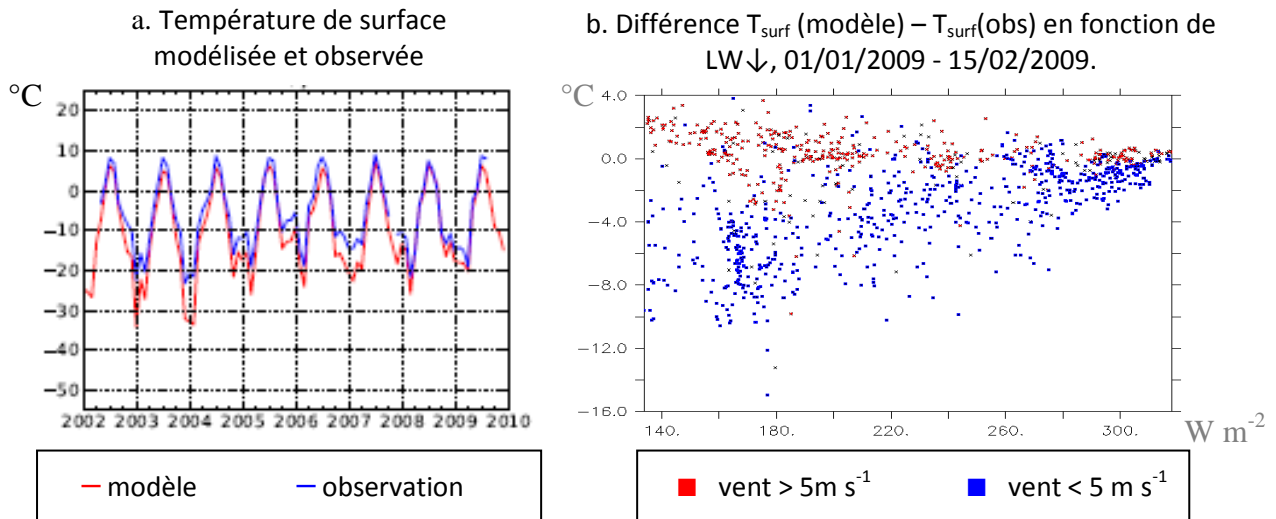 a. Température de surface
modélisée et observée
°C
20
10
0
−10
−20
−30
−40
−50
2002 2003 2004 2005 2006 2007 2008 2009 2010
— modèle — observation
b. Différence Tsurf (modèle) – Tsurf(obs) en fonction de
LW↓, 01/01/2009 - 15/02/2009.
°C
4.0
0.0
−4.0
−8.0
−12.0
−16.0
140. 180. 220. 260. 300. W m-2
vent > 5m s-1 vent < 5 m s-1